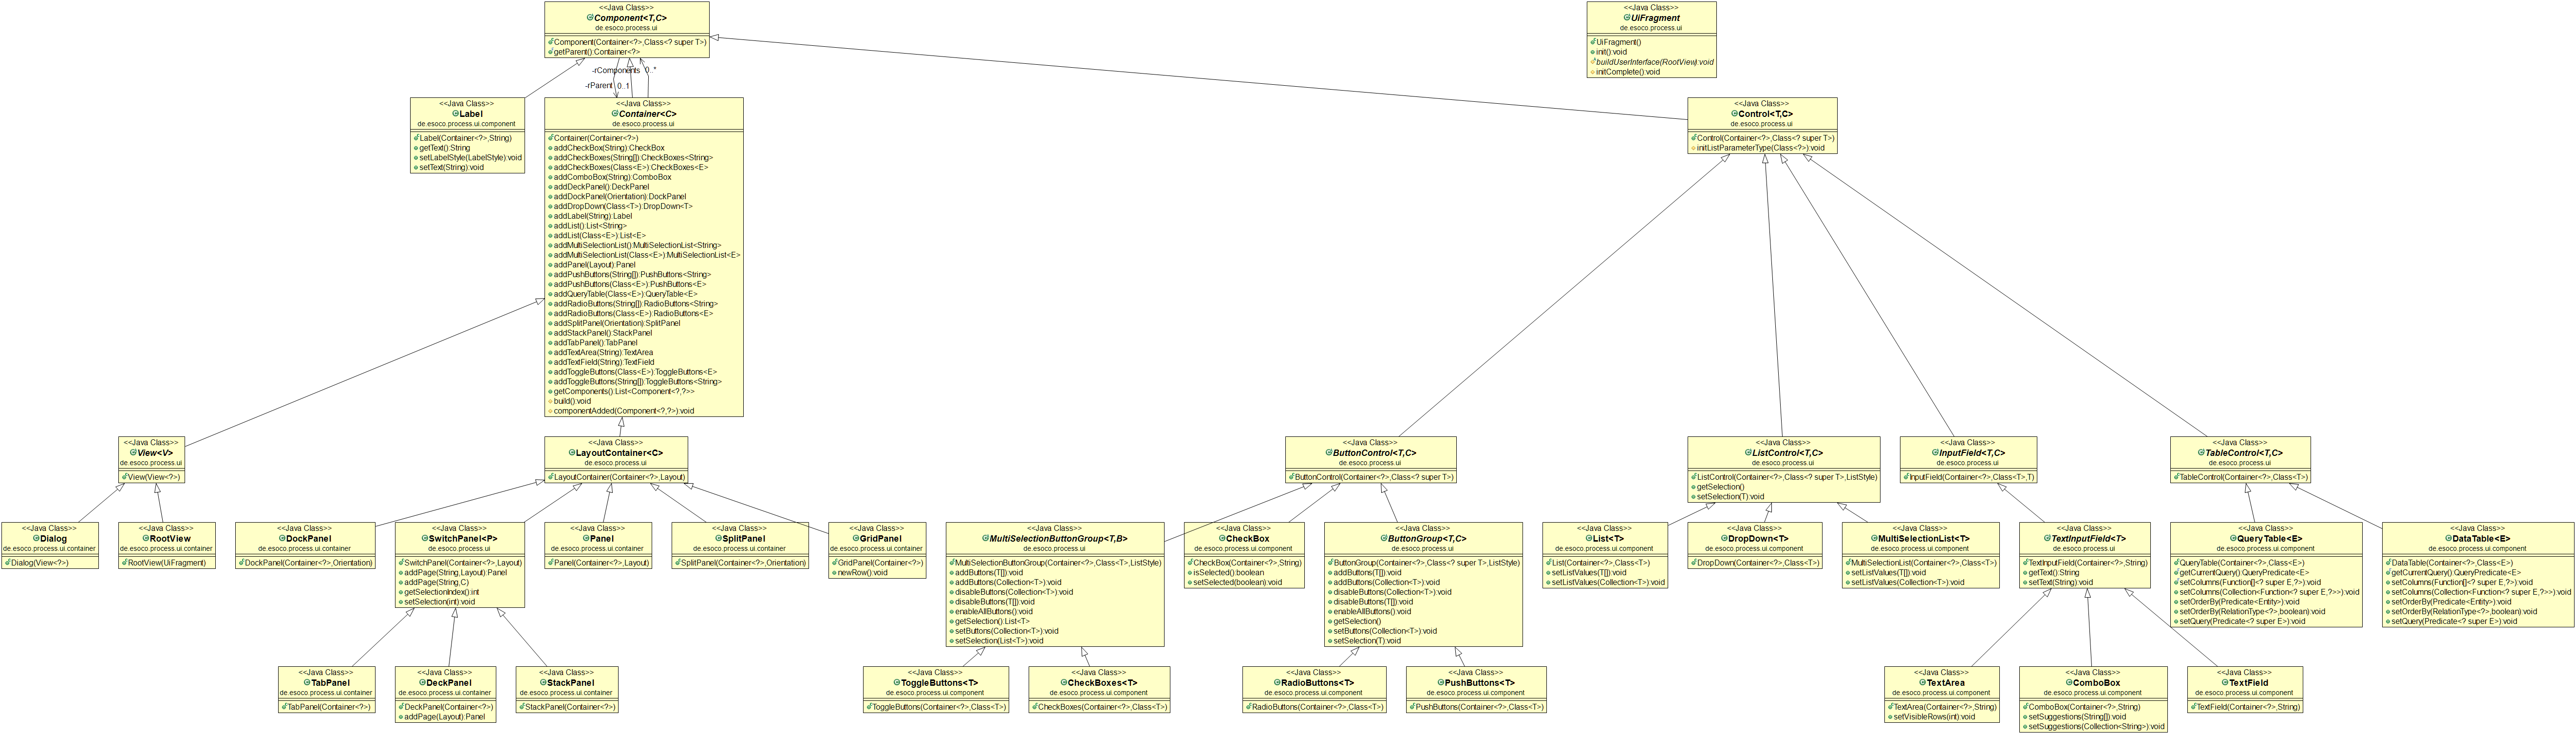 <<Java Class>>
Component<T,C>
de.esoco.process.ui
Component(Container<?>,Class<? super T>)
getParent():Container<?>
<<Java Class>>
UiFragment
de.esoco.process.ui
UiFragment()
init():void
buildUserInterface(RootView):void
initComplete():void
-rComponents 0..*
-rParent 0..1
<<Java Class>>
Label
de.esoco.process.ui.component
Label(Container<?>,String)
getText():String
setLabelStyle(LabelStyle):void
setText(String):void
<<Java Class>>
Container<C>
de.esoco.process.ui
Container(Container<?>)
addCheckBox(String):CheckBox
addCheckBoxes(String[]):CheckBoxes<String>
addCheckBoxes(Class<E>):CheckBoxes<E>
addComboBox(String):ComboBox
addDeckPanel():DeckPanel
addDockPanel(Orientation):DockPanel
addDropDown(Class<T>):DropDown<T>
addLabel(String):Label
addList():List<String>
addList(Class<E>):List<E>
addMultiSelectionList():MultiSelectionList<String>
addMultiSelectionList(Class<E>):MultiSelectionList<E>
addPanel(Layout):Panel
addPushButtons(String[]):PushButtons<String>
addPushButtons(Class<E>):PushButtons<E>
addQueryTable(Class<E>):QueryTable<E>
addRadioButtons(String[]):RadioButtons<String>
addRadioButtons(Class<E>):RadioButtons<E>
addSplitPanel(Orientation):SplitPanel
addStackPanel():StackPanel
addTabPanel():TabPanel
addTextArea(String):TextArea
addTextField(String):TextField
addToggleButtons(Class<E>):ToggleButtons<E>
addToggleButtons(String[]):ToggleButtons<String>
getComponents():List<Component<?,?>>
build():void
componentAdded(Component<?,?>):void
<<Java Class>>
Control<T,C>
de.esoco.process.ui
Control(Container<?>,Class<? super T>)
initListParameterType(Class<?>):void
<<Java Class>>
View<V>
de.esoco.process.ui
View(View<?>)
<<Java Class>>
LayoutContainer<C>
de.esoco.process.ui
LayoutContainer(Container<?>,Layout)
<<Java Class>>
ButtonControl<T,C>
de.esoco.process.ui
ButtonControl(Container<?>,Class<? super T>)
<<Java Class>>
ListControl<T,C>
de.esoco.process.ui
ListControl(Container<?>,Class<? super T>,ListStyle)
getSelection()
setSelection(T):void
<<Java Class>>
InputField<T,C>
de.esoco.process.ui
InputField(Container<?>,Class<T>,T)
<<Java Class>>
TableControl<T,C>
de.esoco.process.ui
TableControl(Container<?>,Class<T>)
<<Java Class>>
Dialog
de.esoco.process.ui.container
Dialog(View<?>)
<<Java Class>>
RootView
de.esoco.process.ui.container
RootView(UiFragment)
<<Java Class>>
DockPanel
de.esoco.process.ui.container
DockPanel(Container<?>,Orientation)
<<Java Class>>
SwitchPanel<P>
de.esoco.process.ui
SwitchPanel(Container<?>,Layout)
addPage(String,Layout):Panel
addPage(String,C)
getSelectionIndex():int
setSelection(int):void
<<Java Class>>
Panel
de.esoco.process.ui.container
Panel(Container<?>,Layout)
<<Java Class>>
SplitPanel
de.esoco.process.ui.container
SplitPanel(Container<?>,Orientation)
<<Java Class>>
GridPanel
de.esoco.process.ui.container
GridPanel(Container<?>)
newRow():void
<<Java Class>>
MultiSelectionButtonGroup<T,B>
de.esoco.process.ui
MultiSelectionButtonGroup(Container<?>,Class<T>,ListStyle)
addButtons(T[]):void
addButtons(Collection<T>):void
disableButtons(Collection<T>):void
disableButtons(T[]):void
enableAllButtons():void
getSelection():List<T>
setButtons(Collection<T>):void
setSelection(List<T>):void
<<Java Class>>
CheckBox
de.esoco.process.ui.component
CheckBox(Container<?>,String)
isSelected():boolean
setSelected(boolean):void
<<Java Class>>
ButtonGroup<T,C>
de.esoco.process.ui
ButtonGroup(Container<?>,Class<? super T>,ListStyle)
addButtons(T[]):void
addButtons(Collection<T>):void
disableButtons(Collection<T>):void
disableButtons(T[]):void
enableAllButtons():void
getSelection()
setButtons(Collection<T>):void
setSelection(T):void
<<Java Class>>
List<T>
de.esoco.process.ui.component
List(Container<?>,Class<T>)
setListValues(T[]):void
setListValues(Collection<T>):void
<<Java Class>>
DropDown<T>
de.esoco.process.ui.component
DropDown(Container<?>,Class<T>)
<<Java Class>>
MultiSelectionList<T>
de.esoco.process.ui.component
MultiSelectionList(Container<?>,Class<T>)
setListValues(T[]):void
setListValues(Collection<T>):void
<<Java Class>>
TextInputField<T>
de.esoco.process.ui
TextInputField(Container<?>,String)
getText():String
setText(String):void
<<Java Class>>
QueryTable<E>
de.esoco.process.ui.component
QueryTable(Container<?>,Class<E>)
getCurrentQuery():QueryPredicate<E>
setColumns(Function[]<? super E,?>):void
setColumns(Collection<Function<? super E,?>>):void
setOrderBy(Predicate<Entity>):void
setOrderBy(RelationType<?>,boolean):void
setQuery(Predicate<? super E>):void
<<Java Class>>
DataTable<E>
de.esoco.process.ui.component
DataTable(Container<?>,Class<E>)
getCurrentQuery():QueryPredicate<E>
setColumns(Function[]<? super E,?>):void
setColumns(Collection<Function<? super E,?>>):void
setOrderBy(Predicate<Entity>):void
setOrderBy(RelationType<?>,boolean):void
setQuery(Predicate<? super E>):void
<<Java Class>>
TabPanel
de.esoco.process.ui.container
TabPanel(Container<?>)
<<Java Class>>
DeckPanel
de.esoco.process.ui.container
DeckPanel(Container<?>)
addPage(Layout):Panel
<<Java Class>>
StackPanel
de.esoco.process.ui.container
StackPanel(Container<?>)
<<Java Class>>
ToggleButtons<T>
de.esoco.process.ui.component
ToggleButtons(Container<?>,Class<T>)
<<Java Class>>
CheckBoxes<T>
de.esoco.process.ui.component
CheckBoxes(Container<?>,Class<T>)
<<Java Class>>
RadioButtons<T>
de.esoco.process.ui.component
RadioButtons(Container<?>,Class<T>)
<<Java Class>>
PushButtons<T>
de.esoco.process.ui.component
PushButtons(Container<?>,Class<T>)
<<Java Class>>
TextArea
de.esoco.process.ui.component
TextArea(Container<?>,String)
setVisibleRows(int):void
<<Java Class>>
ComboBox
de.esoco.process.ui.component
ComboBox(Container<?>,String)
setSuggestions(String[]):void
setSuggestions(Collection<String>):void
<<Java Class>>
TextField
de.esoco.process.ui.component
TextField(Container<?>,String)